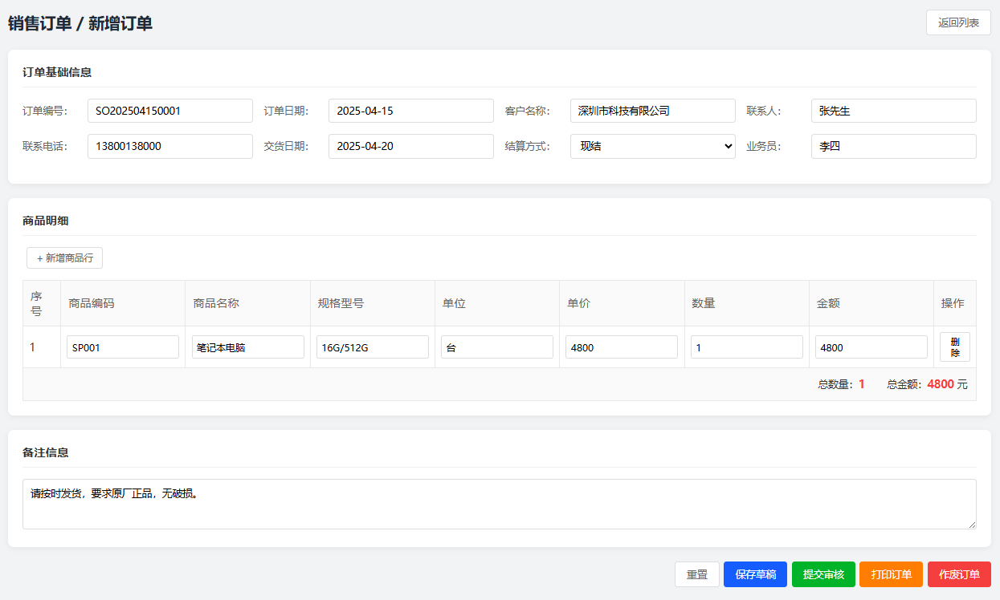 销售订单 / 新增订单
返回列表
订单基础信息
订单编号： SO202504150001 订单日期： 2025-04-15 客户名称： 深圳市科技有限公司 联系人： 张先生
联系电话： 13800138000 交货日期： 2025-04-20 结算方式： 现结 业务员： 李四
商品明细
+ 新增商品行
序号 商品编码 商品名称 规格型号 单位 单价 数量 金额 操作
1 SP001 笔记本电脑 16G/512G 台 4800 1 4800 删除
总数量：1 总金额：4800 元
备注信息
请按时发货，要求原厂正品，无破损。
重置 保存草稿 提交审核 打印订单 作废订单